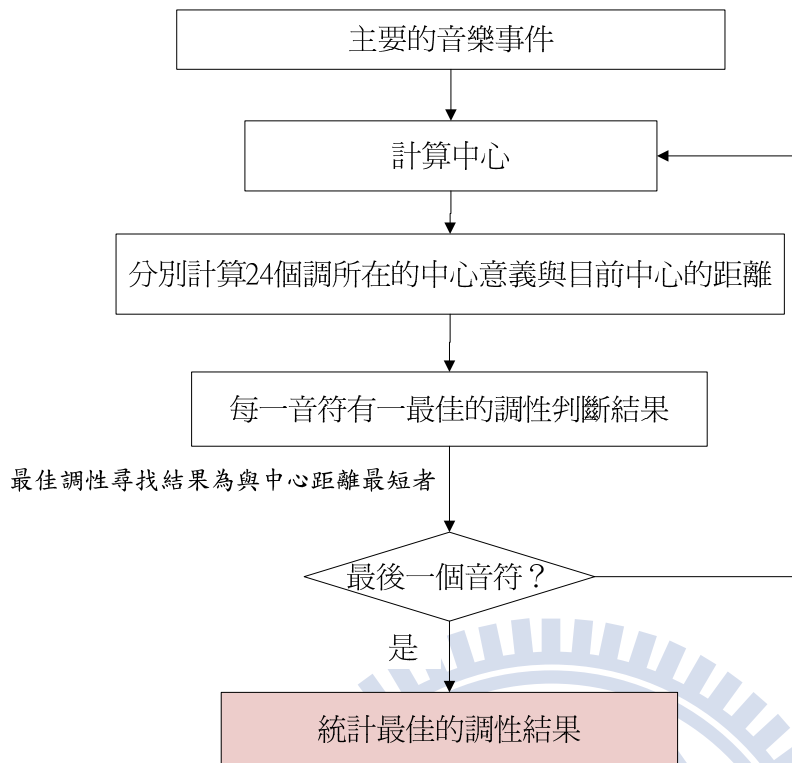 主要的音樂事件
計算中心
分別計算24個調所在的中心意義與目前中心的距離
每一音符有一最佳的調性判斷結果
最佳調性尋找結果為與中心距離最短者
最後一個音符？
是
統計最佳的調性結果